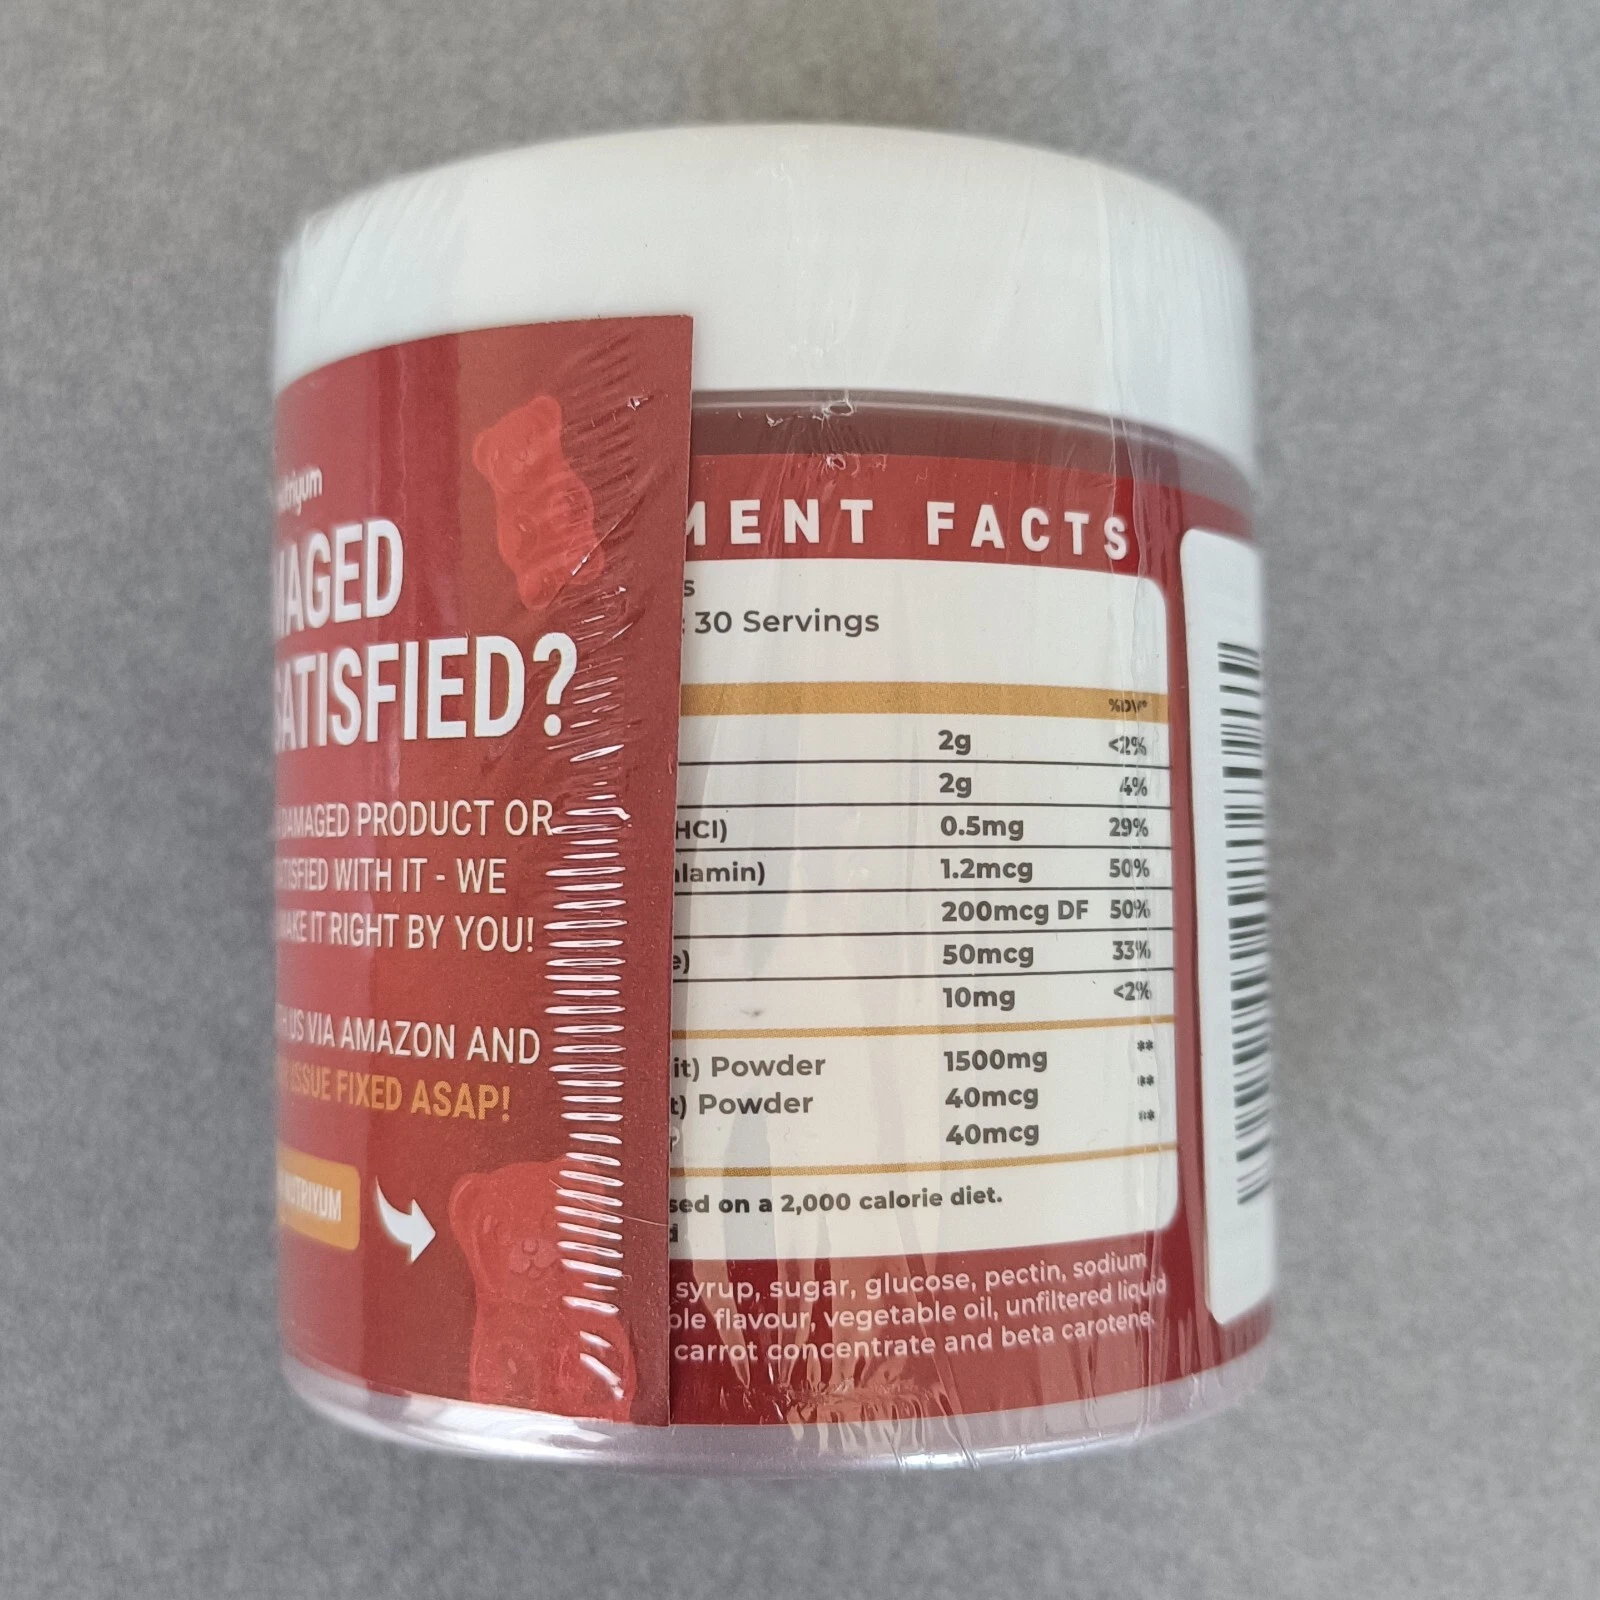 nutriyum
MAGED
SATISFIED?
DAMAGED PRODUCT OR
ATISFIED WITH IT - WE
MAKE IT RIGHT BY YOU!
US VIA AMAZON AND
ISSUE FIXED ASAP!
NUTRIYUM
MENT FACTS
s
: 30 Servings
%DV*
2g <2%
2g 4%
HCl) 0.5mg 29%
alamin) 1.2mcg 50%
200mcg DF 50%
e) 50mcg 33%
10mg <2%
it) Powder 1500mg **
t) Powder 40mcg **
40mcg **
sed on a 2,000 calorie diet.
d
syrup, sugar, glucose, pectin, sodium
ple flavour, vegetable oil, unfiltered liquid
carrot concentrate and beta carotene.